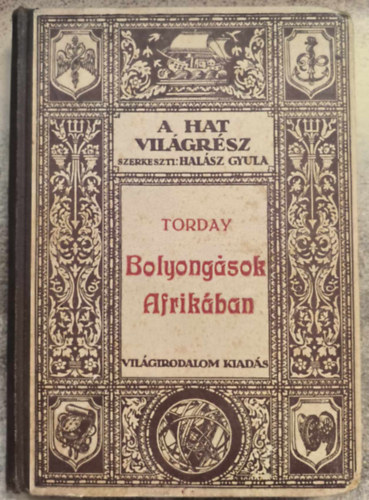 A HAT
VILÁGRÉSZ
SZERKESZTI: HALÁSZ GYULA
TORDAY
Bolyongások
Afrikában
VILÁGIRODALOM KIADÁS